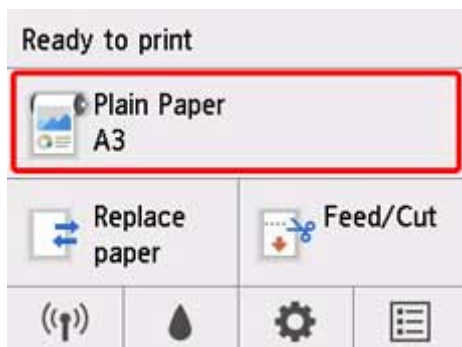 Ready to print
Plain Paper
A3
Replace
paper
Feed/Cut